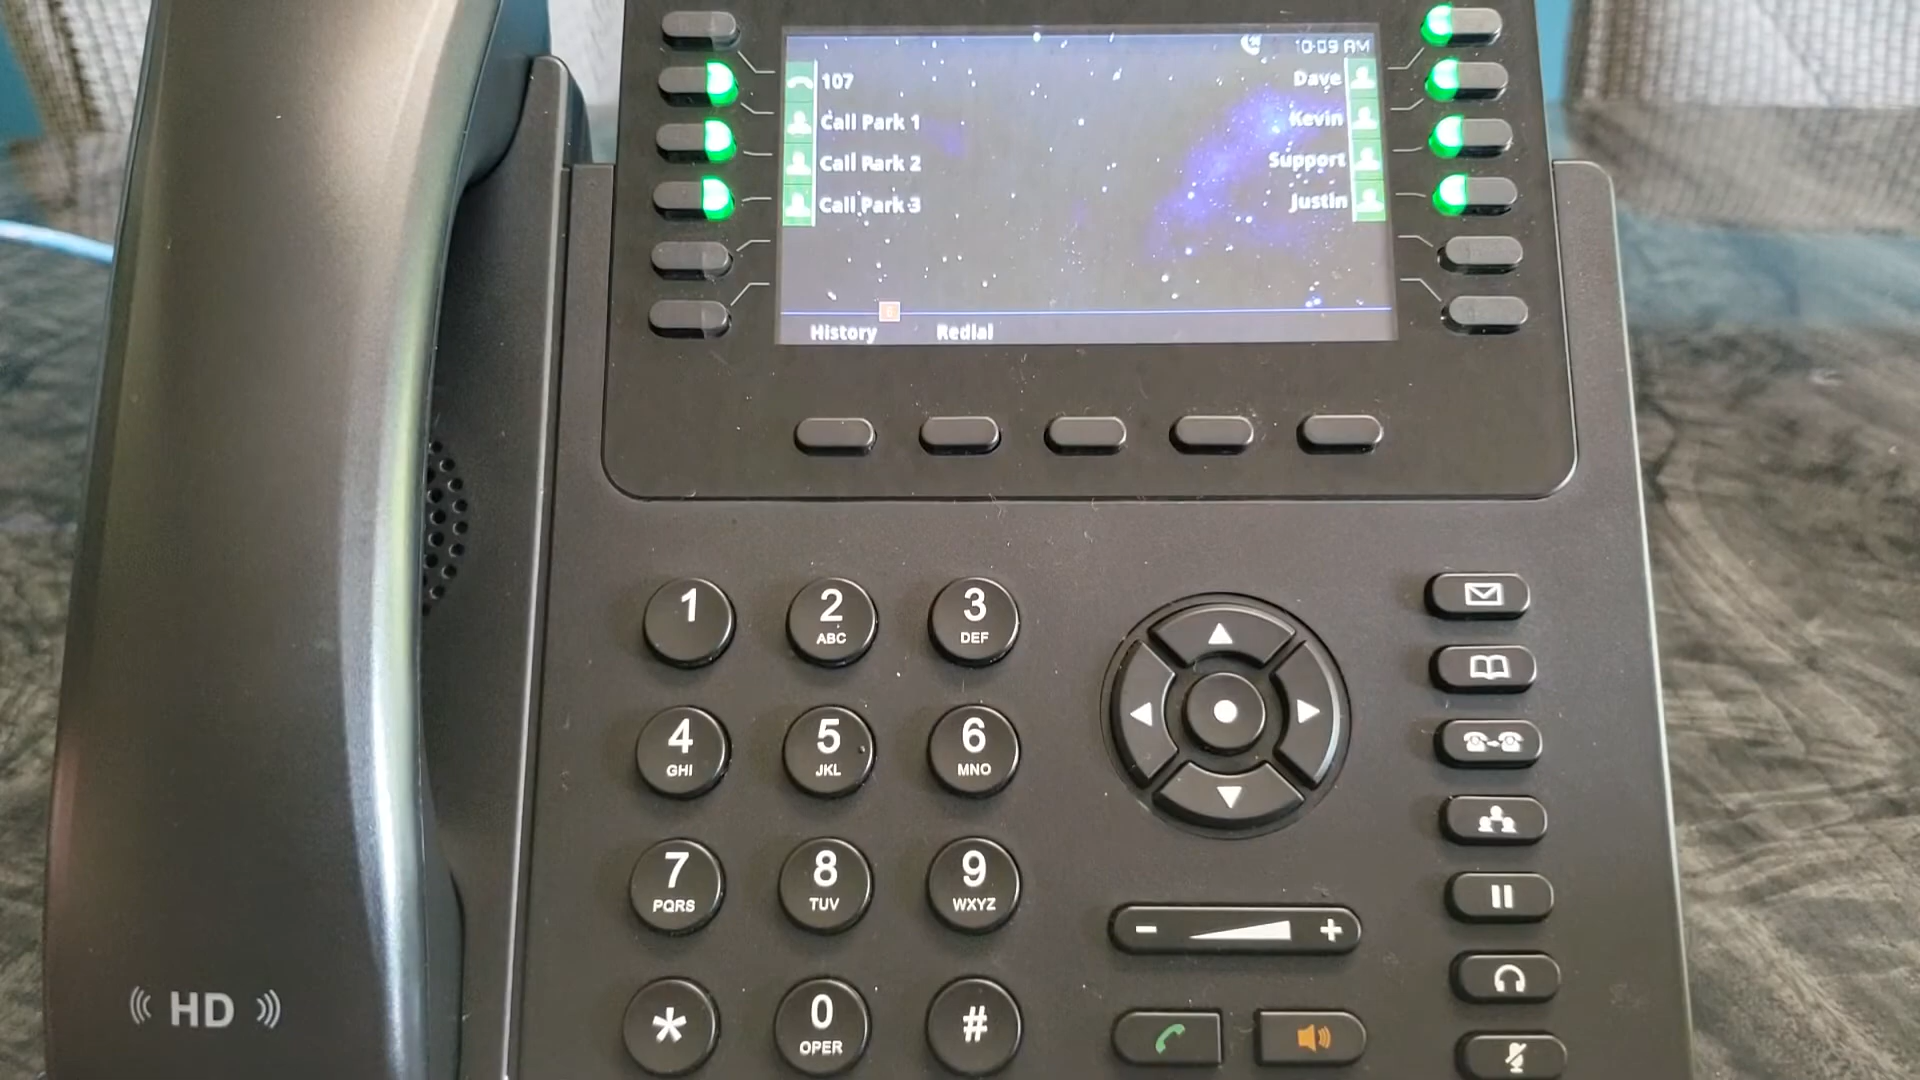 10:09 AM
107
Dave
Call Park 1
Kevin
Call Park 2
Support
Call Park 3
Justin
History
Redial
1
2
ABC
3
DEF
4
GHI
5
JKL
6
MNO
7
PQRS
8
TUV
9
WXYZ
*
0
OPER
#
- +
HD